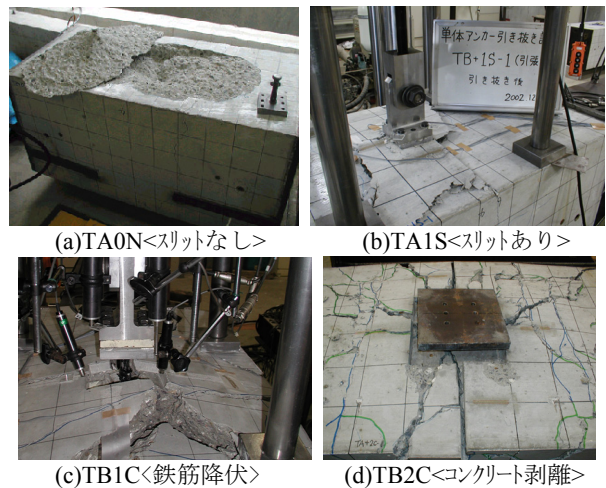 単体アンカー引き抜き
TB+1S-1(引張
引き抜き後
2002.12
(a)TA0N<スリットなし>
(b)TA1S<スリットあり>
(c)TB1C<鉄筋降伏>
(d)TB2C<コンクリート剥離>